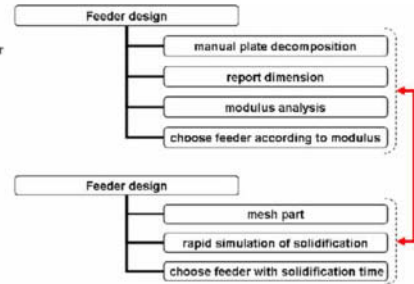 Feeder design
manual plate decomposition
report dimension
modulus analysis
choose feeder according to modulus
Feeder design
mesh part
rapid simulation of solidification
choose feeder with solidification time